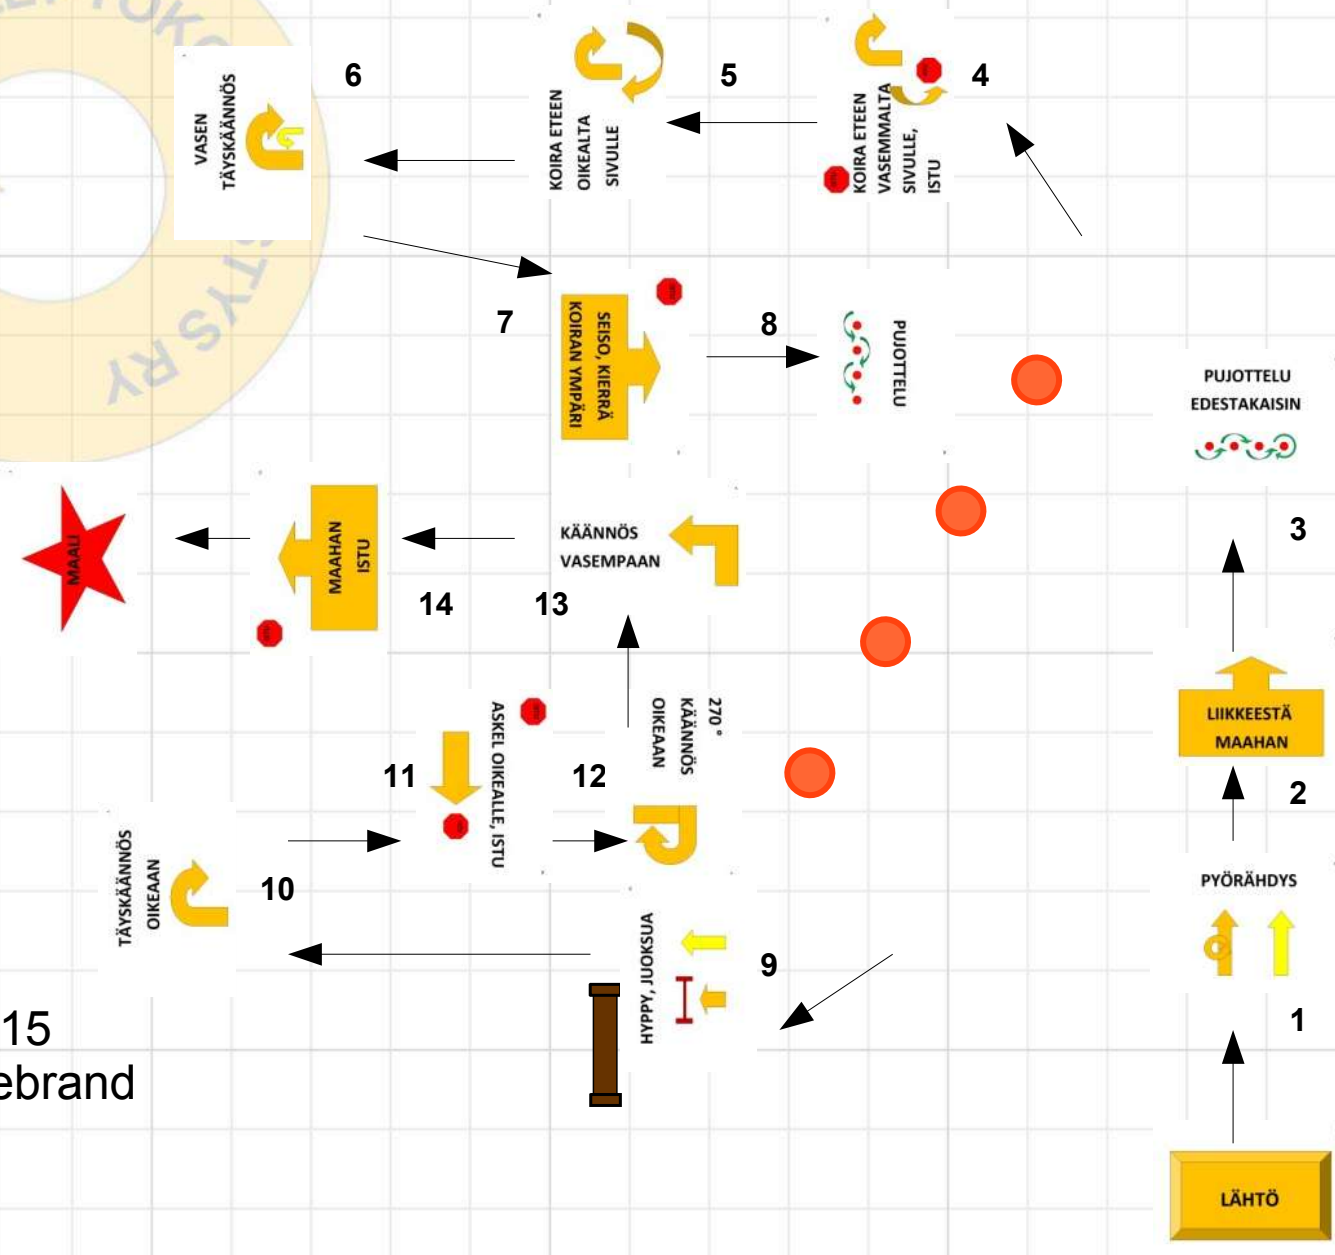 LÄHTÖ
1
PYÖRÄHDYS
2
LIIKKEESTÄ
MAAHAN
3
PUJOTTELU
EDESTAKAISIN
4
KOIRA ETEEN
VASEMMALTA
SIVULLE,
ISTU
5
KOIRA ETEEN
OIKEALTA
SIVULLE
6
VASEN
TÄYSKÄÄNNÖS
7
SEISO, KIERRÄ
KOIRAN YMPÄRI
8
PUJOTTELU
9
HYPPY, JUOKSUA
10
TÄYSKÄÄNNÖS
OIKEAAN
11
ASKEL OIKEALLE, ISTU
12
270°
KÄÄNNÖS
OIKEAAN
13
KÄÄNNÖS
VASEMPAAN
14
MAAHAN
ISTU
MAALI
15
ebrand
STYS RY